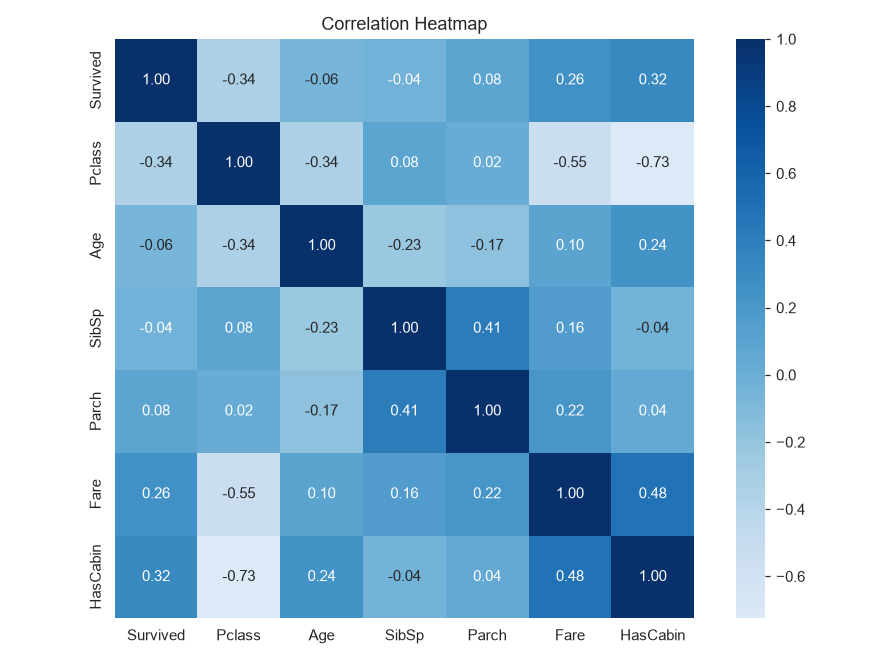 Correlation Heatmap
Survived 1.00 -0.34 -0.06 -0.04 0.08 0.26 0.32
Pclass -0.34 1.00 -0.34 0.08 0.02 -0.55 -0.73
Age -0.06 -0.34 1.00 -0.23 -0.17 0.10 0.24
SibSp -0.04 0.08 -0.23 1.00 0.41 0.16 -0.04
Parch 0.08 0.02 -0.17 0.41 1.00 0.22 0.04
Fare 0.26 -0.55 0.10 0.16 0.22 1.00 0.48
HasCabin 0.32 -0.73 0.24 -0.04 0.04 0.48 1.00
Survived Pclass Age SibSp Parch Fare HasCabin
1.0
0.8
0.6
0.4
0.2
0.0
−0.2
−0.4
−0.6